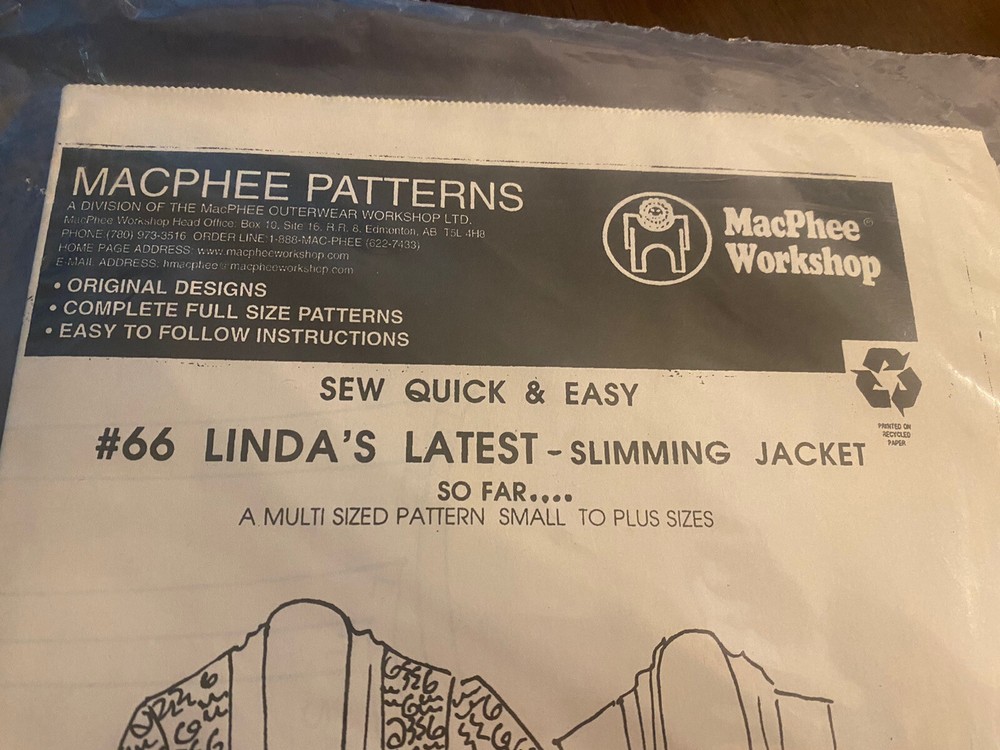 MACPHEE PATTERNS
A DIVISION OF THE MacPHEE OUTERWEAR WORKSHOP LTD.
MacPhee Workshop Head Office: Box 10, Site 16, R.R. 8, Edmonton, AB T5L 4H8
PHONE (780) 973-3516 ORDER LINE:1-888-MAC-PHEE (622-7433)
HOME PAGE ADDRESS: www.macpheeworkshop.com
E-MAIL ADDRESS: hmacphee@macpheeworkshop.com
• ORIGINAL DESIGNS
• COMPLETE FULL SIZE PATTERNS
• EASY TO FOLLOW INSTRUCTIONS
MacPhee®
Workshop
PRINTED ON
RECYCLED
PAPER
SEW QUICK & EASY
#66 LINDA'S LATEST - SLIMMING JACKET
SO FAR....
A MULTI SIZED PATTERN SMALL TO PLUS SIZES